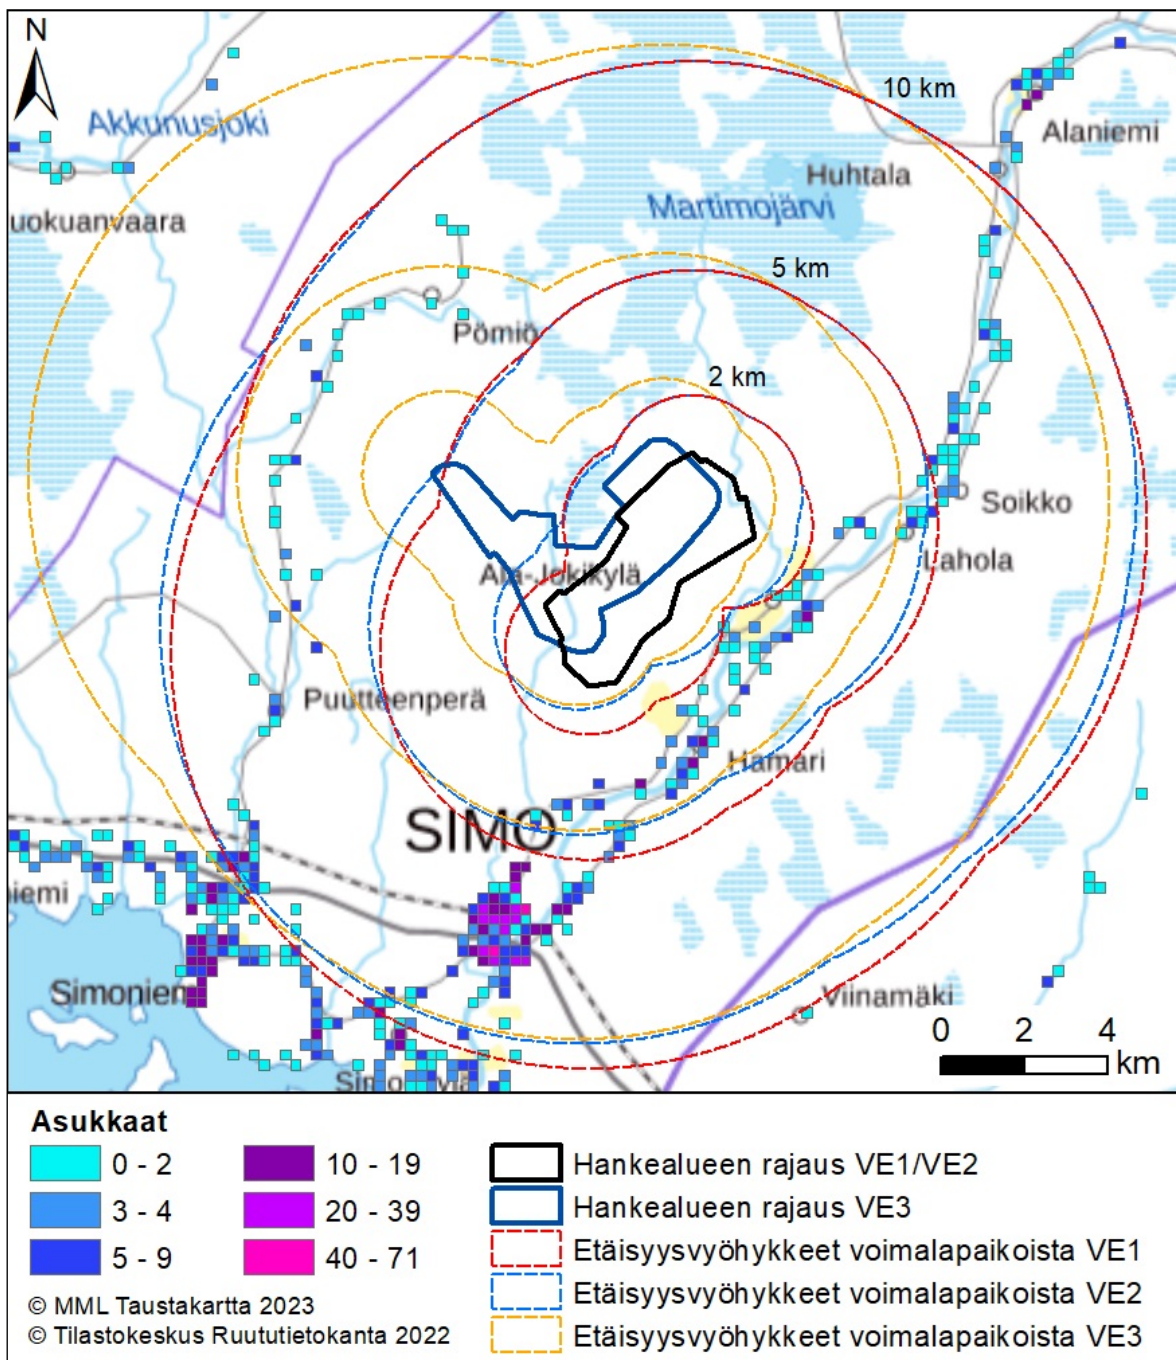 N
10 km
Akkunusjoki
Alaniemi
Huhtala
Martimojärvi
uokuanvaara
5 km
Pömiö
2 km
Soikko
Lahola
Ala-Jokikylä
Puutteenperä
Hamari
SIMO
niemi
Simoniem
Viinamäki
0 2 4
km
Asukkaat
0 - 2
3 - 4
5 - 9
10 - 19
20 - 39
40 - 71
Hankealueen rajaus VE1/VE2
Hankealueen rajaus VE3
Etäisyysvyöhykkeet voimalapaikoista VE1
Etäisyysvyöhykkeet voimalapaikoista VE2
Etäisyysvyöhykkeet voimalapaikoista VE3
© MML Taustakartta 2023
© Tilastokeskus Ruututietokanta 2022